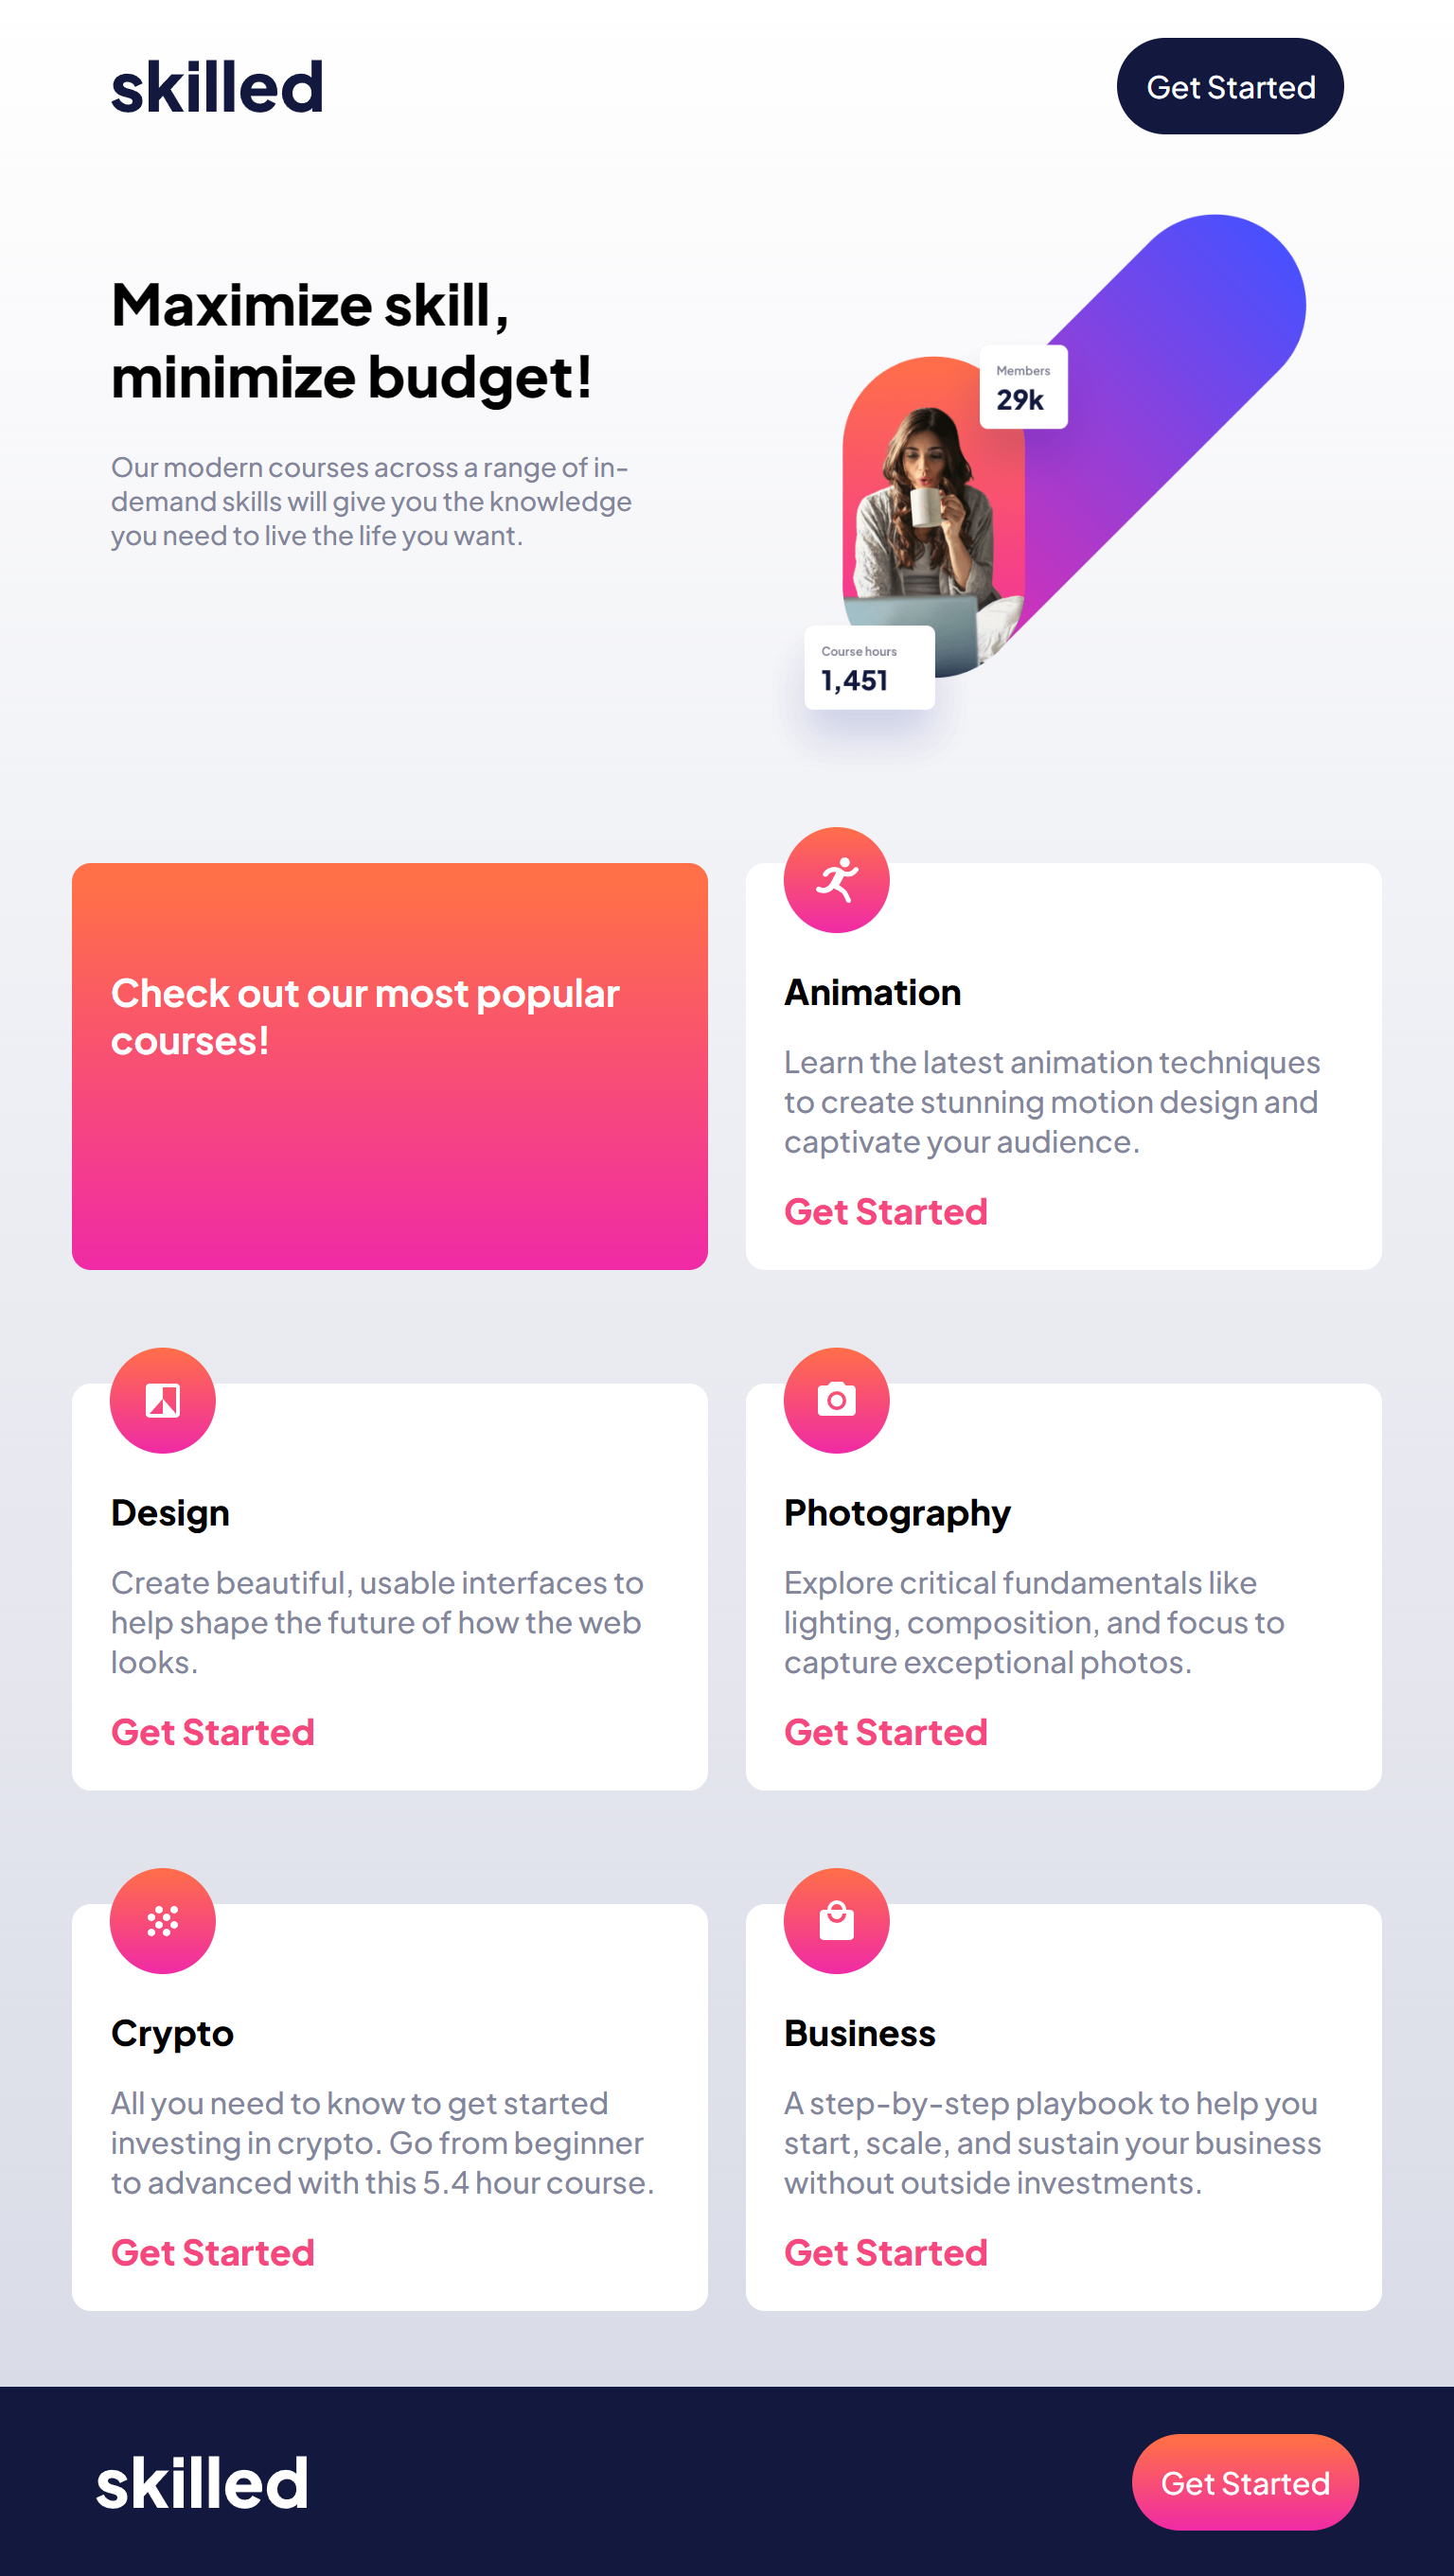 skilled
Get Started
Maximize skill,
minimize budget!
Our modern courses across a range of in-
demand skills will give you the knowledge
you need to live the life you want.
Members
29k
Course hours
1,451
Check out our most popular
courses!
Animation
Learn the latest animation techniques
to create stunning motion design and
captivate your audience.
Get Started
Design
Create beautiful, usable interfaces to
help shape the future of how the web
looks.
Get Started
Photography
Explore critical fundamentals like
lighting, composition, and focus to
capture exceptional photos.
Get Started
Crypto
All you need to know to get started
investing in crypto. Go from beginner
to advanced with this 5.4 hour course.
Get Started
Business
A step-by-step playbook to help you
start, scale, and sustain your business
without outside investments.
Get Started
skilled
Get Started